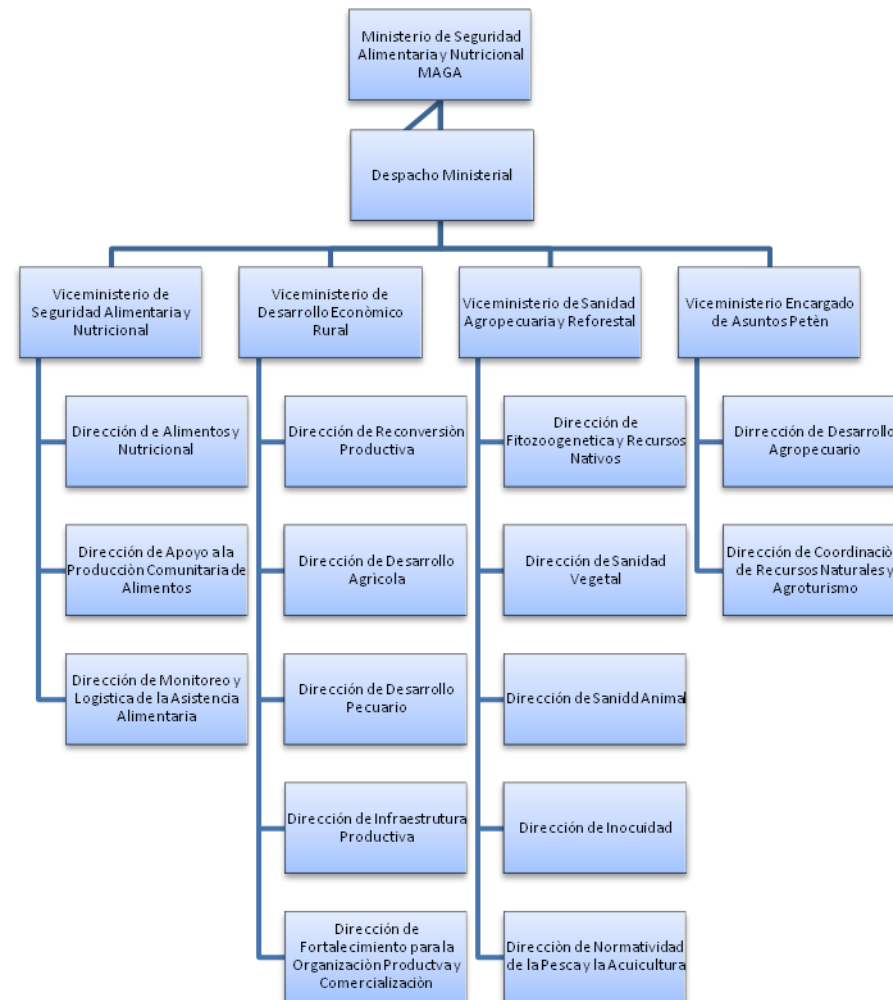 Ministerio de Seguridad
Alimentaria y Nutricional
MAGA
Despacho Ministerial
Viceministerio de
Seguridad Alimentaria y
Nutricional
Viceministerio de
Desarrollo Econòmico
Rural
Viceministerio de Sanidad
Agropecuaria y Reforestal
Viceministerio Encargado
de Asuntos Petèn
Dirección de Alimentos y
Nutricional
Dirección de Apoyo a la
Producciòn Comunitaria de
Alimentos
Dirección de Monitoreo y
Logistica de la Asistencia
Alimentaria
Dirección de Reconversiòn
Productiva
Dirección de Desarrollo
Agrìcola
Dirección de Desarrollo
Pecuario
Dirección de Infraestrutura
Productiva
Dirección de
Fortalecimiento para la
Organizaciòn Productva y
Comercializaciòn
Dirección de
Fitozoogenetica y Recursos
Nativos
Dirección de Sanidad
Vegetal
Dirección de Sanidd Animal
Dirección de Inocuidad
Direcciòn de Normatividad
de la Pesca y la Acuicultura
Dirrección de Desarrollo
Agropecuario
Dirección de Coordinaciòn
de Recursos Naturales y
Agroturismo